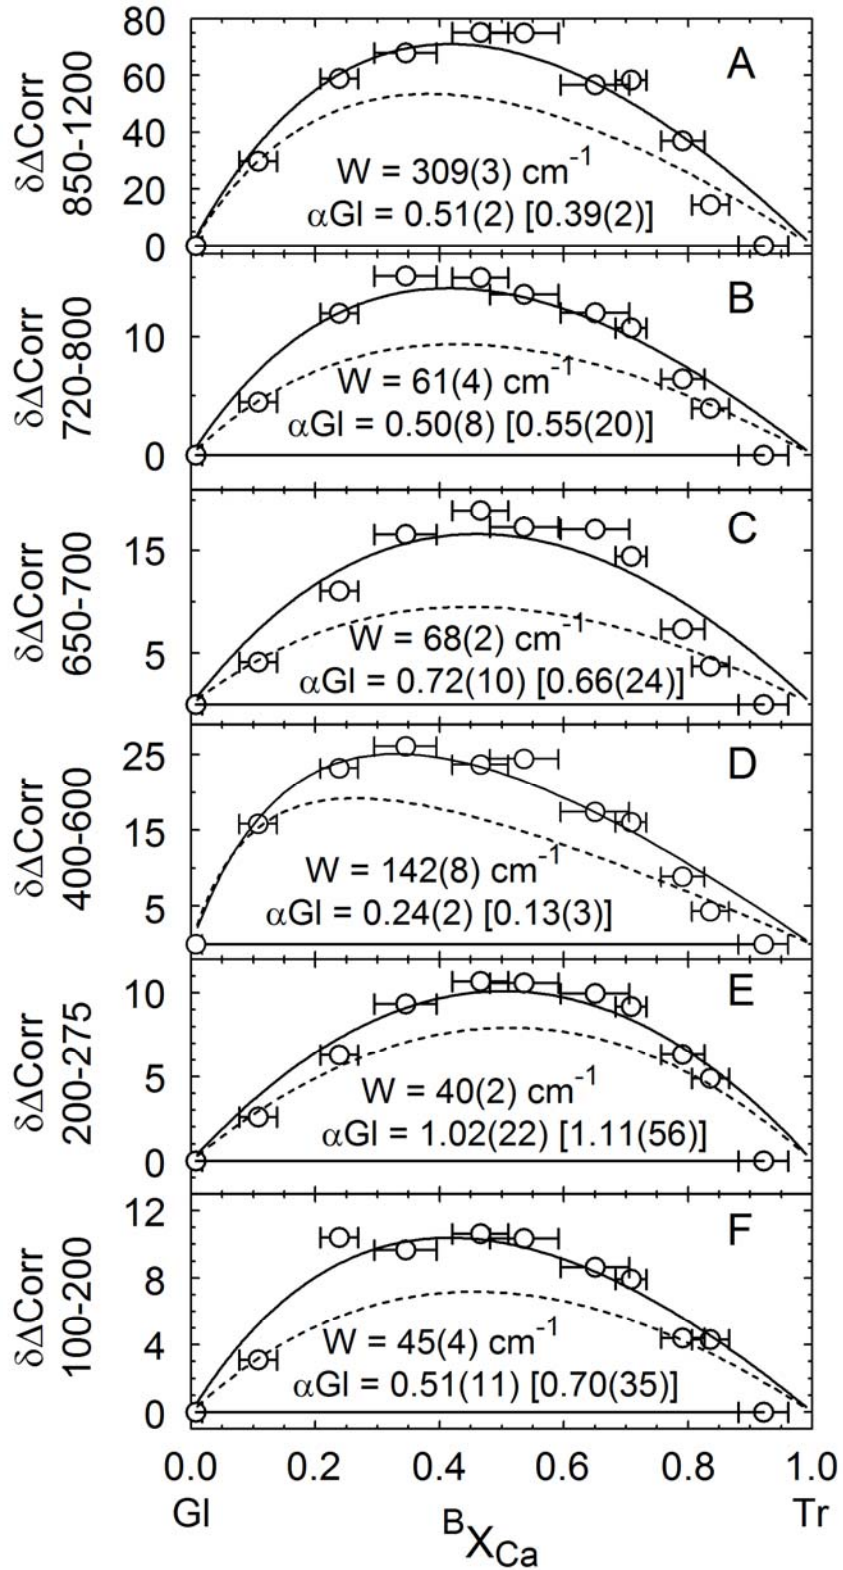 δΔCorr
850-1200
80
60
40
20
0
A
W = 309(3) cm⁻¹
αGl = 0.51(2) [0.39(2)]
δΔCorr
720-800
10
0
B
W = 61(4) cm⁻¹
αGl = 0.50(8) [0.55(20)]
δΔCorr
650-700
15
5
C
W = 68(2) cm⁻¹
αGl = 0.72(10) [0.66(24)]
δΔCorr
400-600
25
15
5
D
W = 142(8) cm⁻¹
αGl = 0.24(2) [0.13(3)]
δΔCorr
200-275
10
5
0
E
W = 40(2) cm⁻¹
αGl = 1.02(22) [1.11(56)]
δΔCorr
100-200
12
8
4
0
F
W = 45(4) cm⁻¹
αGl = 0.51(11) [0.70(35)]
0.0 0.2 0.4 0.6 0.8 1.0
Gl ᴮX_Ca Tr